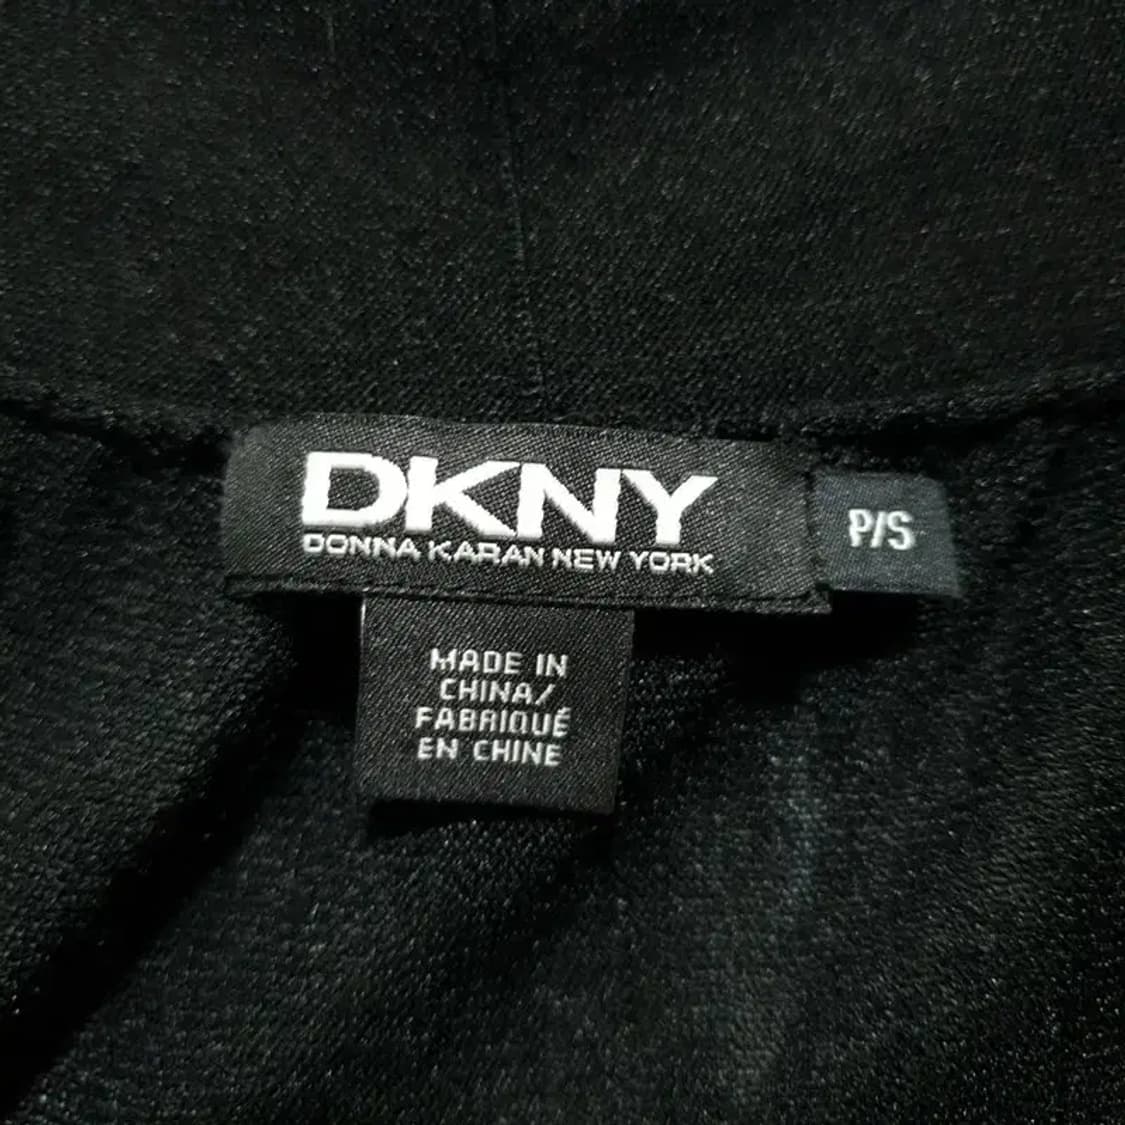 DKNY
DONNA KARAN NEW YORK
P/S
MADE IN
CHINA/
FABRIQUÉ
EN CHINE